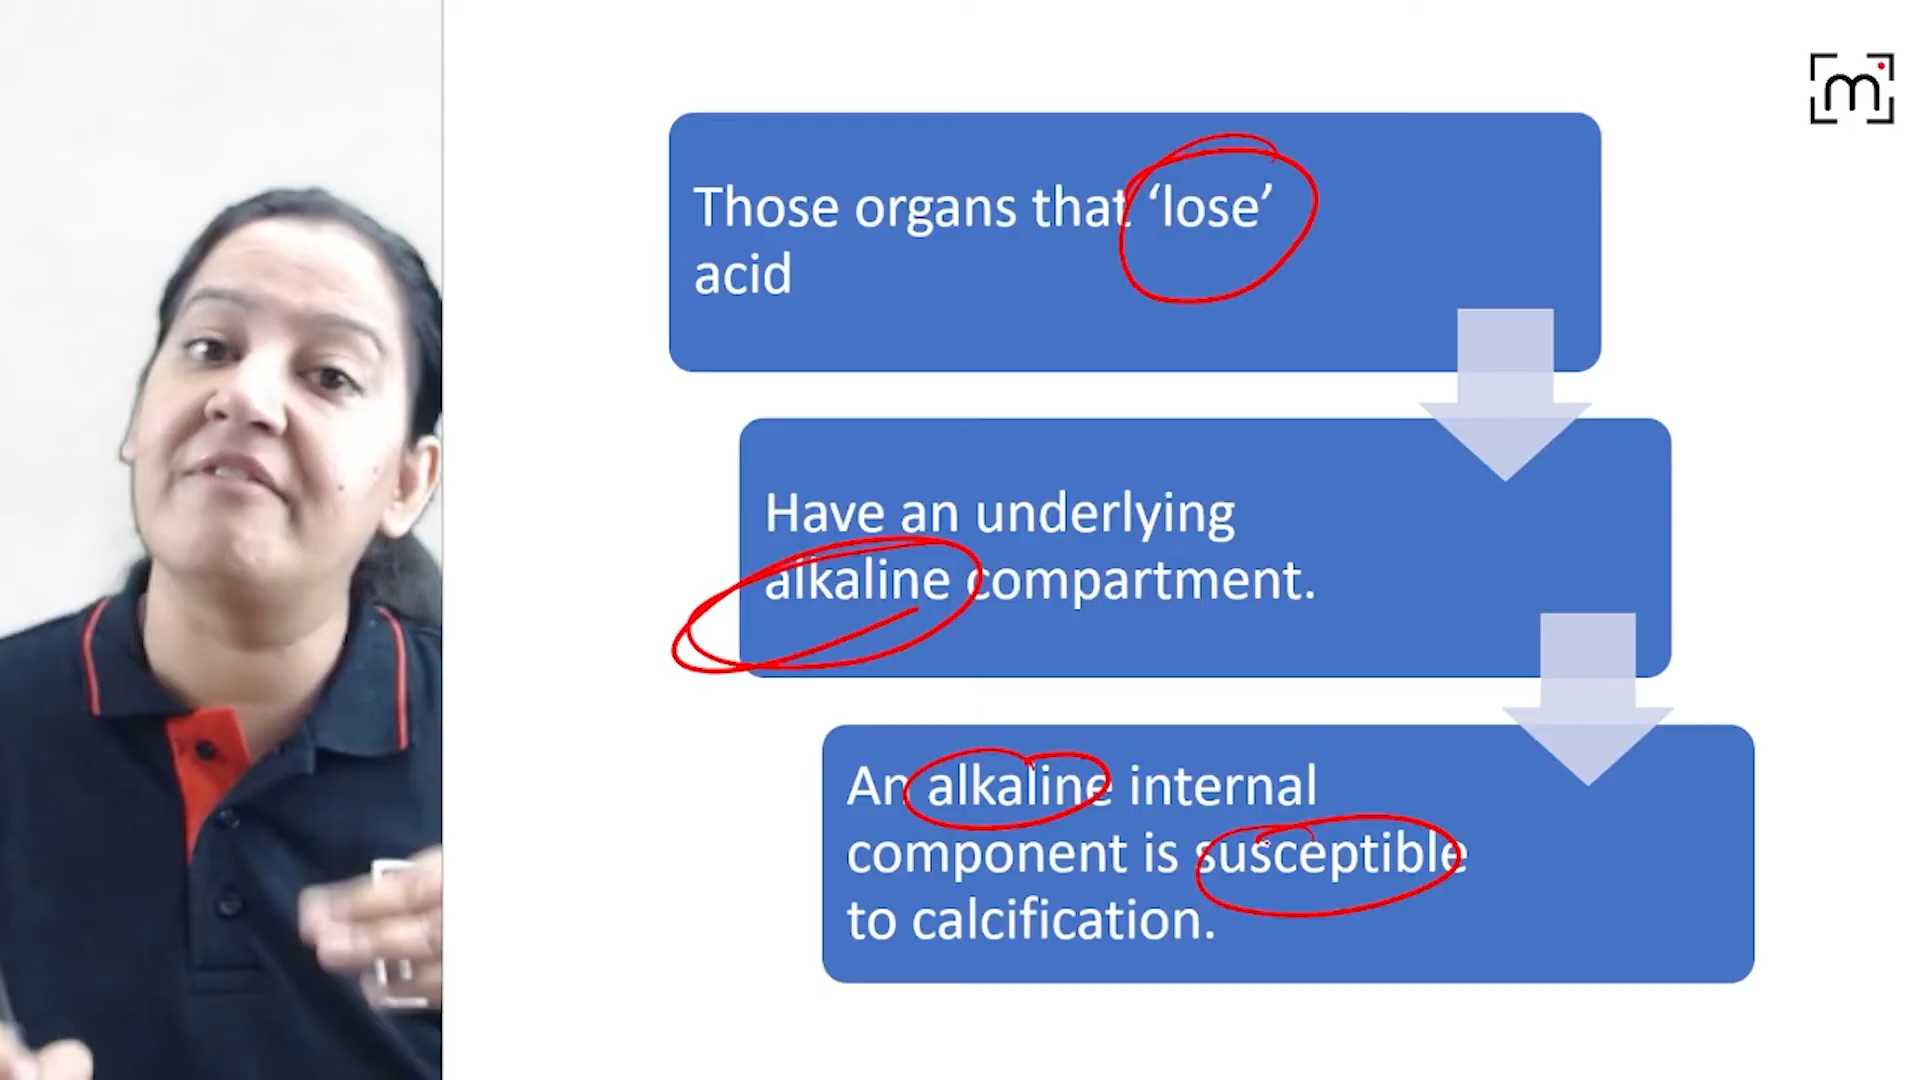 m
Those organs that ‘lose’
acid
Have an underlying
alkaline compartment.
An alkaline internal
component is susceptible
to calcification.